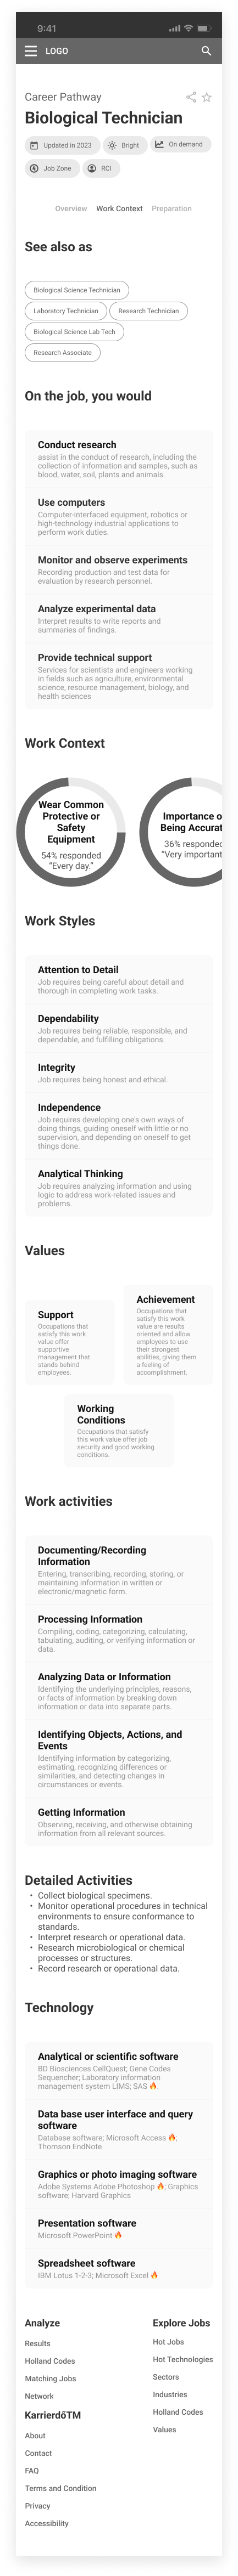 9:41
LOGO
Career Pathway
Biological Technician
Updated in 2023
Bright
On demand
Job Zone
RCI
Overview
Work Context
Preparation
See also as
Biological Science Technician
Laboratory Technician
Research Technician
Biological Science Lab Tech
Research Associate
On the job, you would
Conduct research
assist in the conduct of research, including the
collection of information and samples, such as
blood, water, soil, plants and animals.
Use computers
Computer-interfaced equipment, robotics or
high-technology industrial applications to
perform work duties.
Monitor and observe experiments
Recording production and test data for
evaluation by research personnel.
Analyze experimental data
Interpret results to write reports and
summaries of findings.
Provide technical support
Services for scientists and engineers working
in fields such as agriculture, environmental
science, resource management, biology, and
health sciences
Work Context
Wear Common
Protective or
Safety
Equipment
54% responded
“Every day.”
Importance o
Being Accurat
36% responded
“Very important
Work Styles
Attention to Detail
Job requires being careful about detail and
thorough in completing work tasks.
Dependability
Job requires being reliable, responsible, and
dependable, and fulfilling obligations.
Integrity
Job requires being honest and ethical.
Independence
Job requires developing one's own ways of
doing things, guiding oneself with little or no
supervision, and depending on oneself to get
things done.
Analytical Thinking
Job requires analyzing information and using
logic to address work-related issues and
problems.
Values
Support
Occupations that
satisfy this work
value offer
supportive
management that
stands behind
employees.
Achievement
Occupations that
satisfy this work
value are results
oriented and allow
employees to use
their strongest
abilities, giving them
a feeling of
accomplishment.
Working
Conditions
Occupations that satisfy
this work value offer job
security and good working
conditions.
Work activities
Documenting/Recording
Information
Entering, transcribing, recording, storing, or
maintaining information in written or
electronic/magnetic form.
Processing Information
Compiling, coding, categorizing, calculating,
tabulating, auditing, or verifying information or
data.
Analyzing Data or Information
Identifying the underlying principles, reasons,
or facts of information by breaking down
information or data into separate parts.
Identifying Objects, Actions, and
Events
Identifying information by categorizing,
estimating, recognizing differences or
similarities, and detecting changes in
circumstances or events.
Getting Information
Observing, receiving, and otherwise obtaining
information from all relevant sources.
Detailed Activities
• Collect biological specimens.
• Monitor operational procedures in technical
environments to ensure conformance to
standards.
• Interpret research or operational data.
• Research microbiological or chemical
processes or structures.
• Record research or operational data.
Technology
Analytical or scientific software
BD Biosciences CellQuest; Gene Codes
Sequencher; Laboratory information
management system LIMS; SAS 🔥
Data base user interface and query
software
Database software; Microsoft Access 🔥;
Thomson EndNote
Graphics or photo imaging software
Adobe Systems Adobe Photoshop 🔥; Graphics
software; Harvard Graphics
Presentation software
Microsoft PowerPoint 🔥
Spreadsheet software
IBM Lotus 1-2-3; Microsoft Excel 🔥
Analyze
Results
Holland Codes
Matching Jobs
Network
KarrierdőTM
About
Contact
FAQ
Terms and Condition
Privacy
Accessibility
Explore Jobs
Hot Jobs
Hot Technologies
Sectors
Industries
Holland Codes
Values